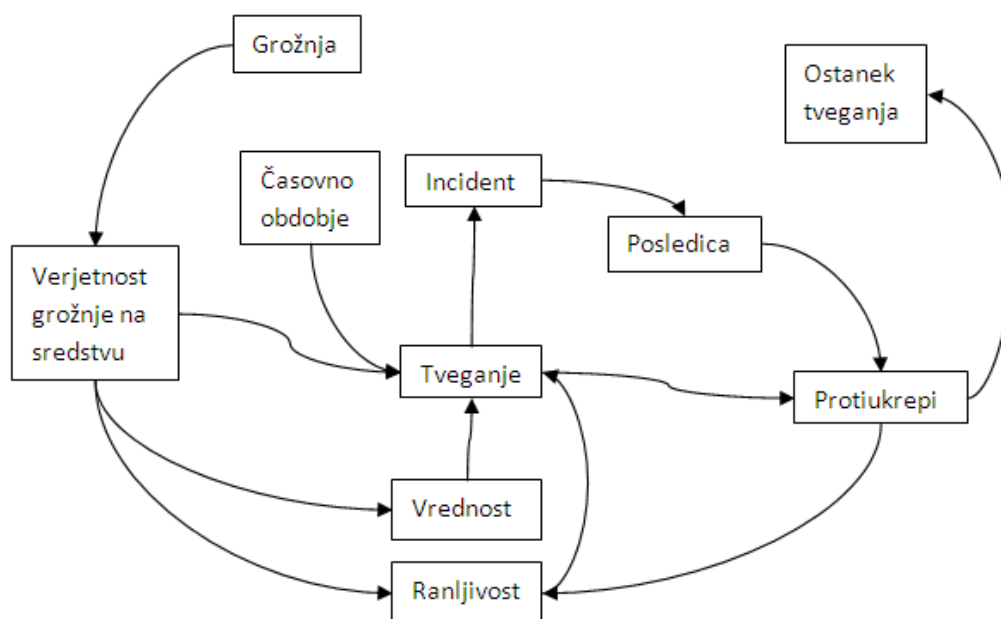 Grožnja
Ostanek
tveganja
Časovno
obdobje
Incident
Posledica
Verjetnost
grožnje na
sredstvu
Tveganje
Protiukrepi
Vrednost
Ranljivost